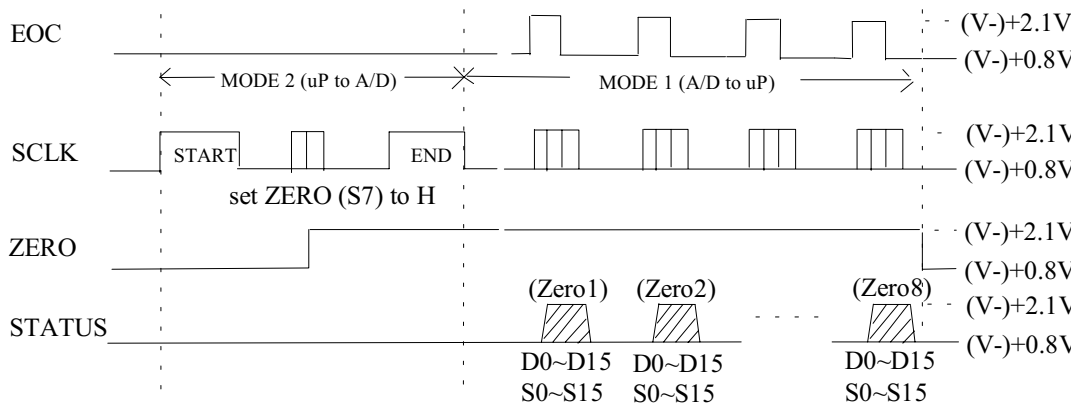 EOC
(V-)+2.1V
(V-)+0.8V
MODE 2 (uP to A/D)
MODE 1 (A/D to uP)
SCLK
START
END
(V-)+2.1V
(V-)+0.8V
set ZERO (S7) to H
ZERO
(V-)+2.1V
(V-)+0.8V
(Zero1)
(Zero2)
(Zero8)
STATUS
(V-)+2.1V
(V-)+0.8V
D0~D15
D0~D15
D0~D15
S0~S15
S0~S15
S0~S15